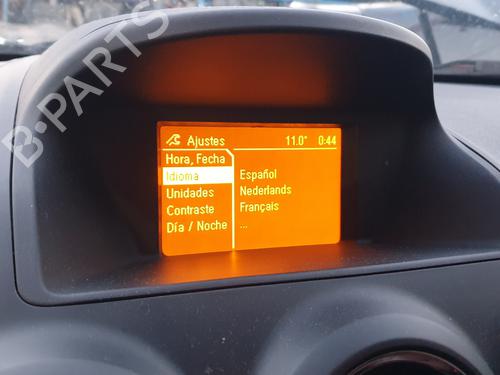 B-PARTS
Ajustes 11.0° 0:44
Hora, Fecha
Idioma
Unidades
Contraste
Día / Noche
Español
Nederlands
Français
...